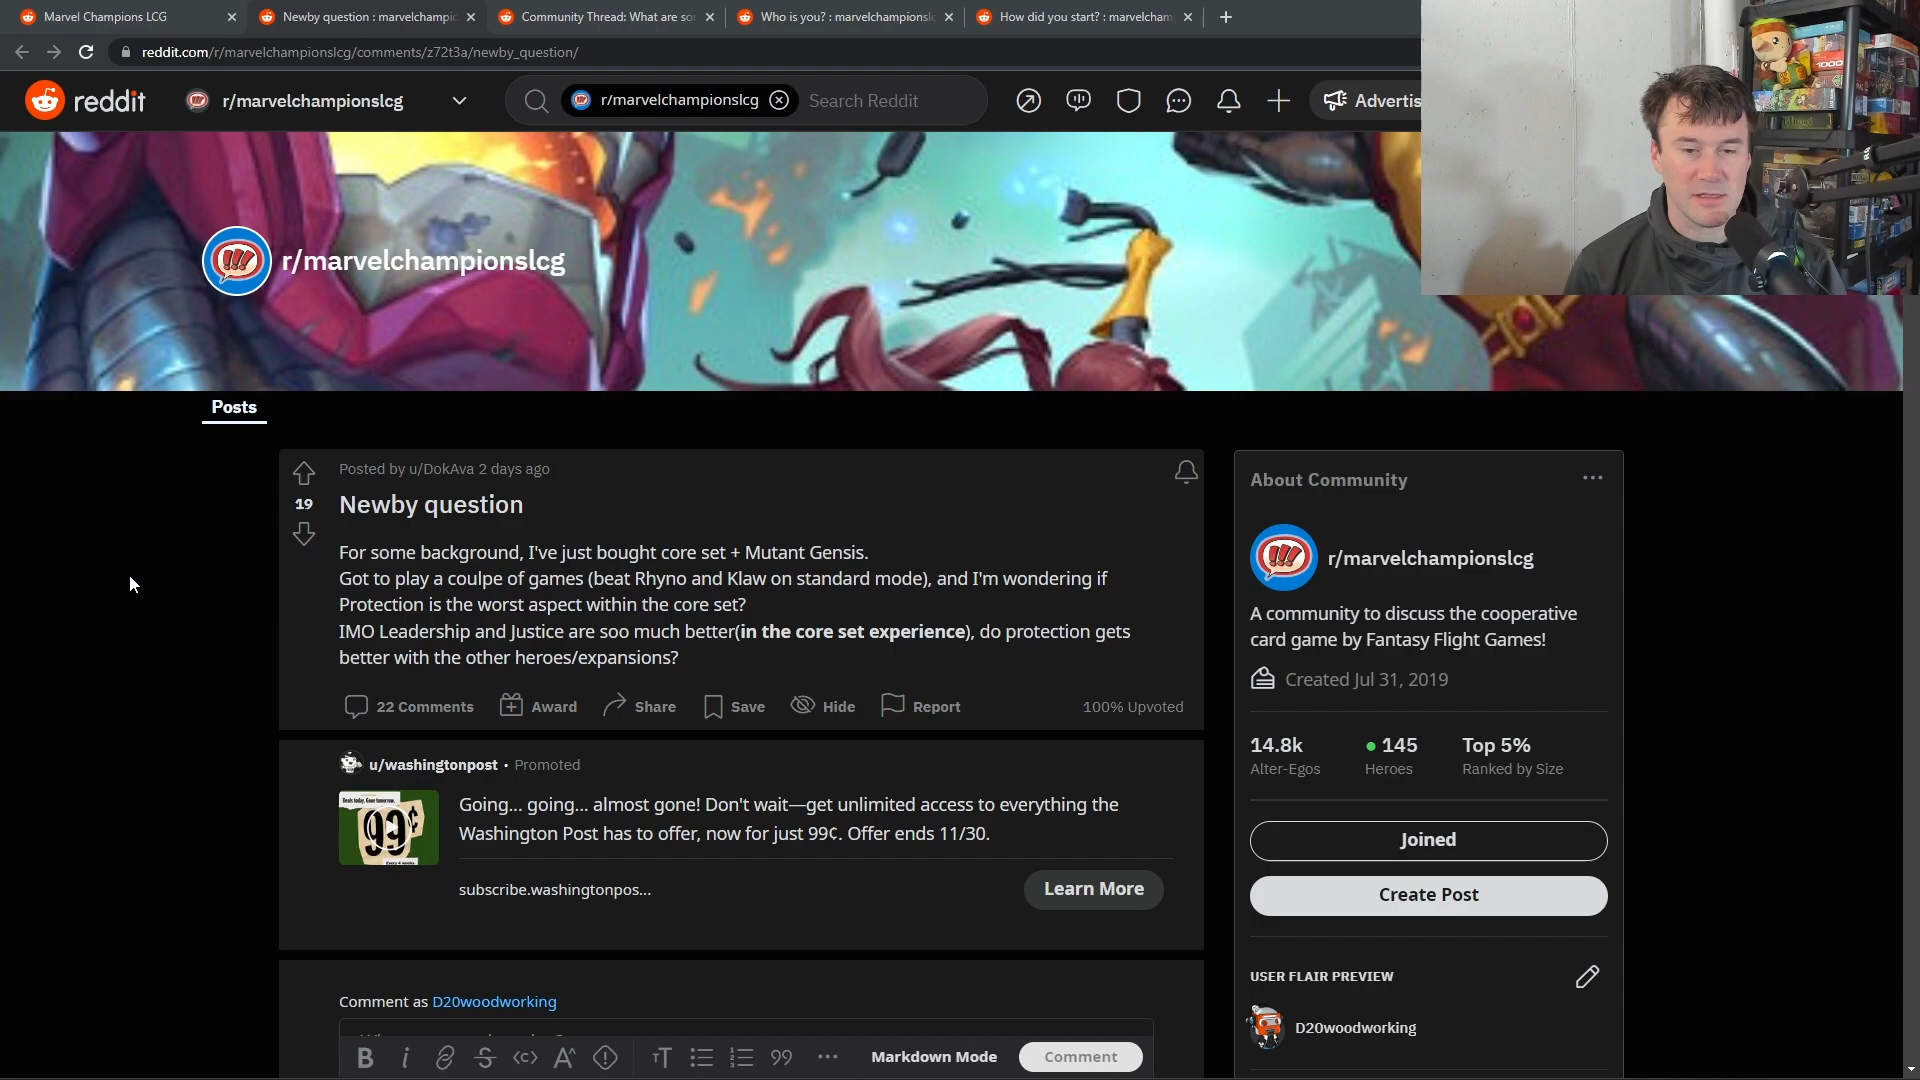 Marvel Champions LCG
Newby question : marvelchampic
Community Thread: What are so
Who is you? : marvelchampions
How did you start? : marvelcham
reddit.com/r/marvelchampionslcg/comments/z72t3a/newby_question/
reddit
r/marvelchampionslcg
r/marvelchampionslcg
Search Reddit
Advertis
r/marvelchampionslcg
Posts
Posted by u/DokAva 2 days ago
19
Newby question
For some background, I've just bought core set + Mutant Gensis.
Got to play a coulpe of games (beat Rhyno and Klaw on standard mode), and I'm wondering if
Protection is the worst aspect within the core set?
IMO Leadership and Justice are soo much better(in the core set experience), do protection gets
better with the other heroes/expansions?
22 Comments
Award
Share
Save
Hide
Report
100% Upvoted
u/washingtonpost • Promoted
99¢
Going... going... almost gone! Don't wait—get unlimited access to everything the
Washington Post has to offer, now for just 99¢. Offer ends 11/30.
subscribe.washingtonpos...
Learn More
Comment as D20woodworking
Markdown Mode
Comment
About Community
r/marvelchampionslcg
A community to discuss the cooperative
card game by Fantasy Flight Games!
Created Jul 31, 2019
14.8k
145
Top 5%
Alter-Egos
Heroes
Ranked by Size
Joined
Create Post
USER FLAIR PREVIEW
D20woodworking